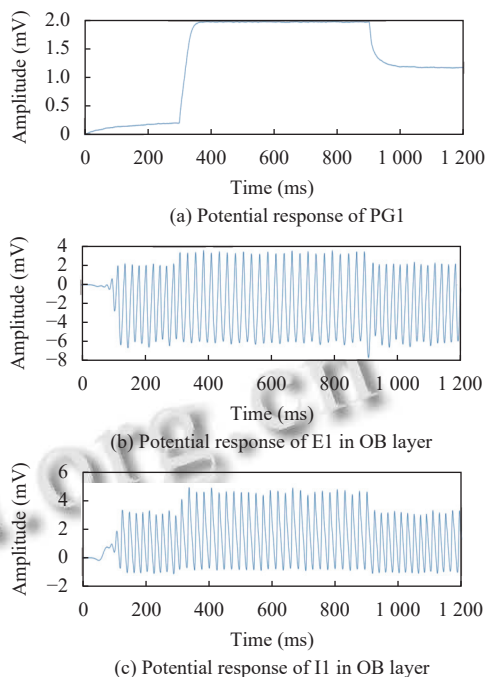 Amplitude (mV)
2.0
1.5
1.0
0.5
0
0 200 400 600 800 1 000 1 200
Time (ms)
(a) Potential response of PG1
Amplitude (mV)
4
2
0
−2
−4
−6
−8
0 200 400 600 800 1 000 1 200
Time (ms)
(b) Potential response of E1 in OB layer
Amplitude (mV)
6
4
2
0
−2
0 200 400 600 800 1 000 1 200
Time (ms)
(c) Potential response of I1 in OB layer
.org.cn